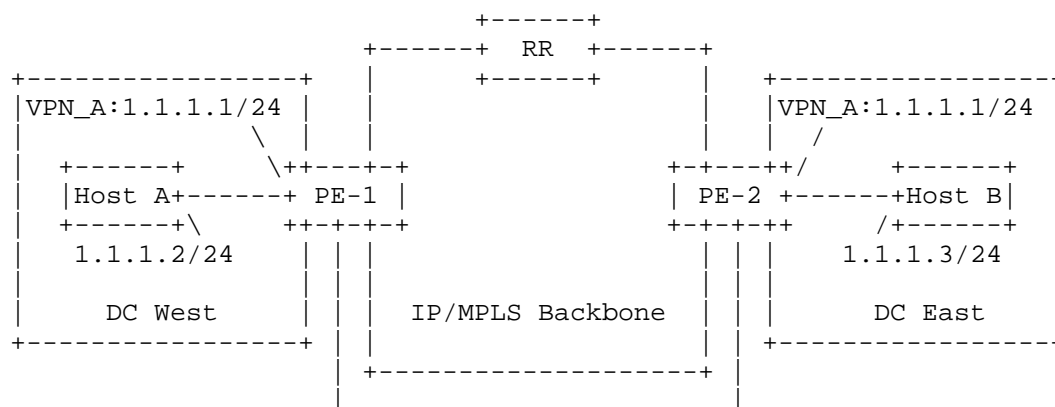 RR
VPN_A:1.1.1.1/24 VPN_A:1.1.1.1/24
Host A PE-1 PE-2 Host B
1.1.1.2/24 1.1.1.3/24
DC West IP/MPLS Backbone DC East